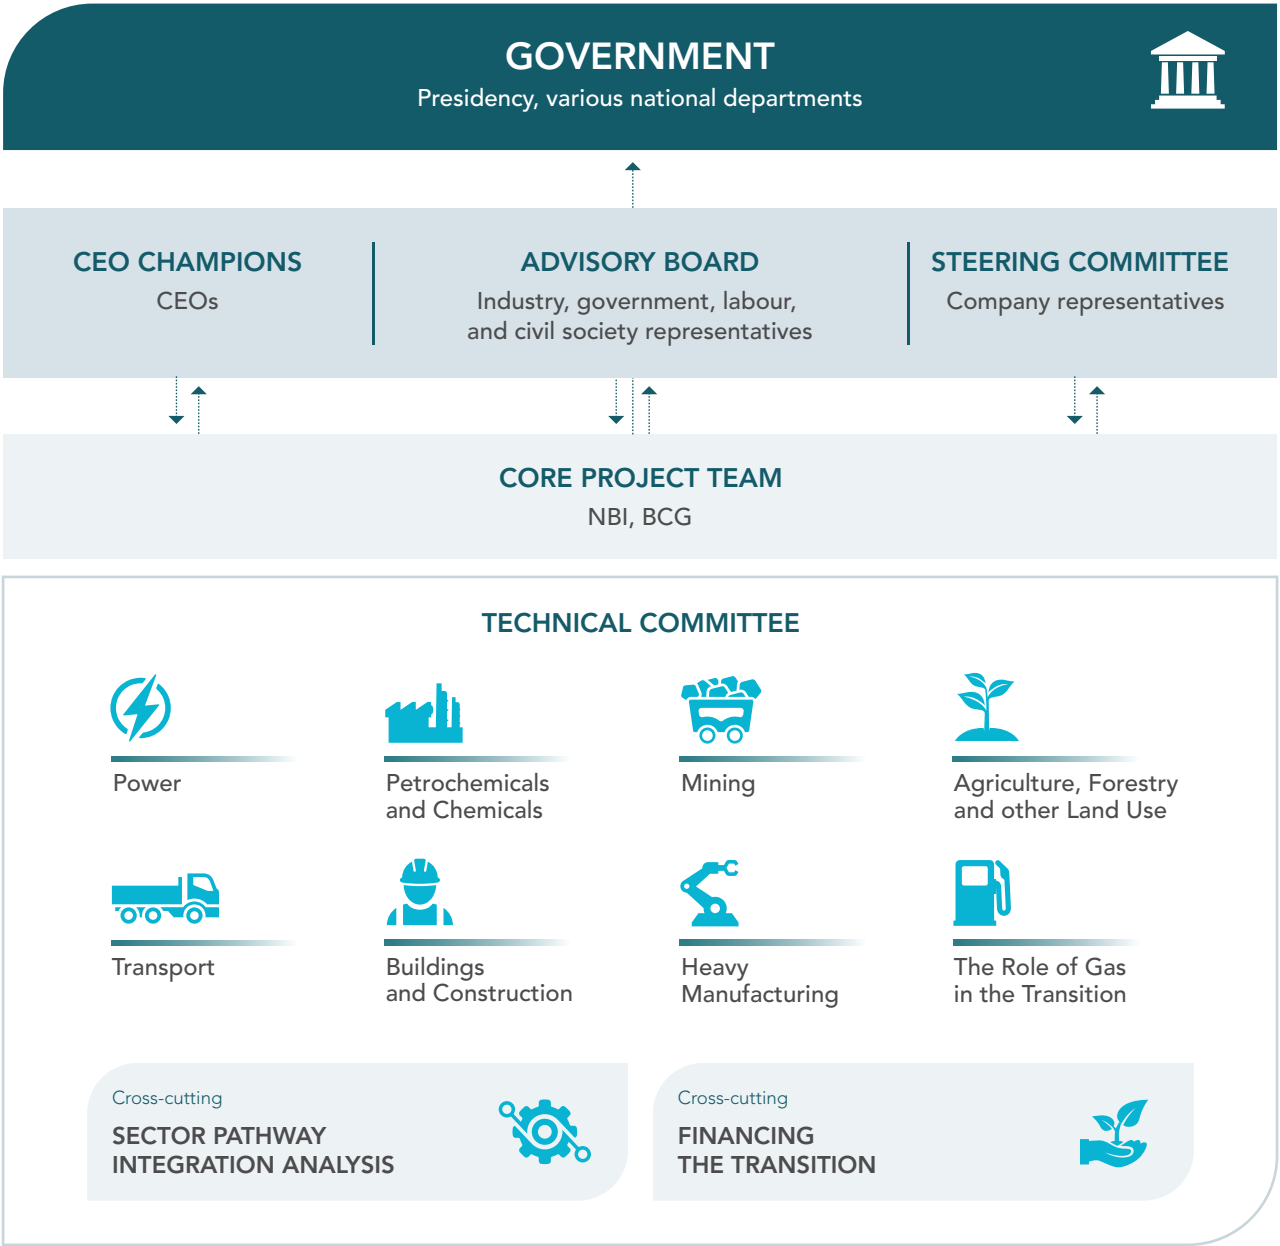 GOVERNMENT
Presidency, various national departments
CEO CHAMPIONS
CEOs
ADVISORY BOARD
Industry, government, labour,
and civil society representatives
STEERING COMMITTEE
Company representatives
CORE PROJECT TEAM
NBI, BCG
TECHNICAL COMMITTEE
Power
Petrochemicals
and Chemicals
Mining
Agriculture, Forestry
and other Land Use
Transport
Buildings
and Construction
Heavy
Manufacturing
The Role of Gas
in the Transition
Cross-cutting
SECTOR PATHWAY
INTEGRATION ANALYSIS
Cross-cutting
FINANCING
THE TRANSITION